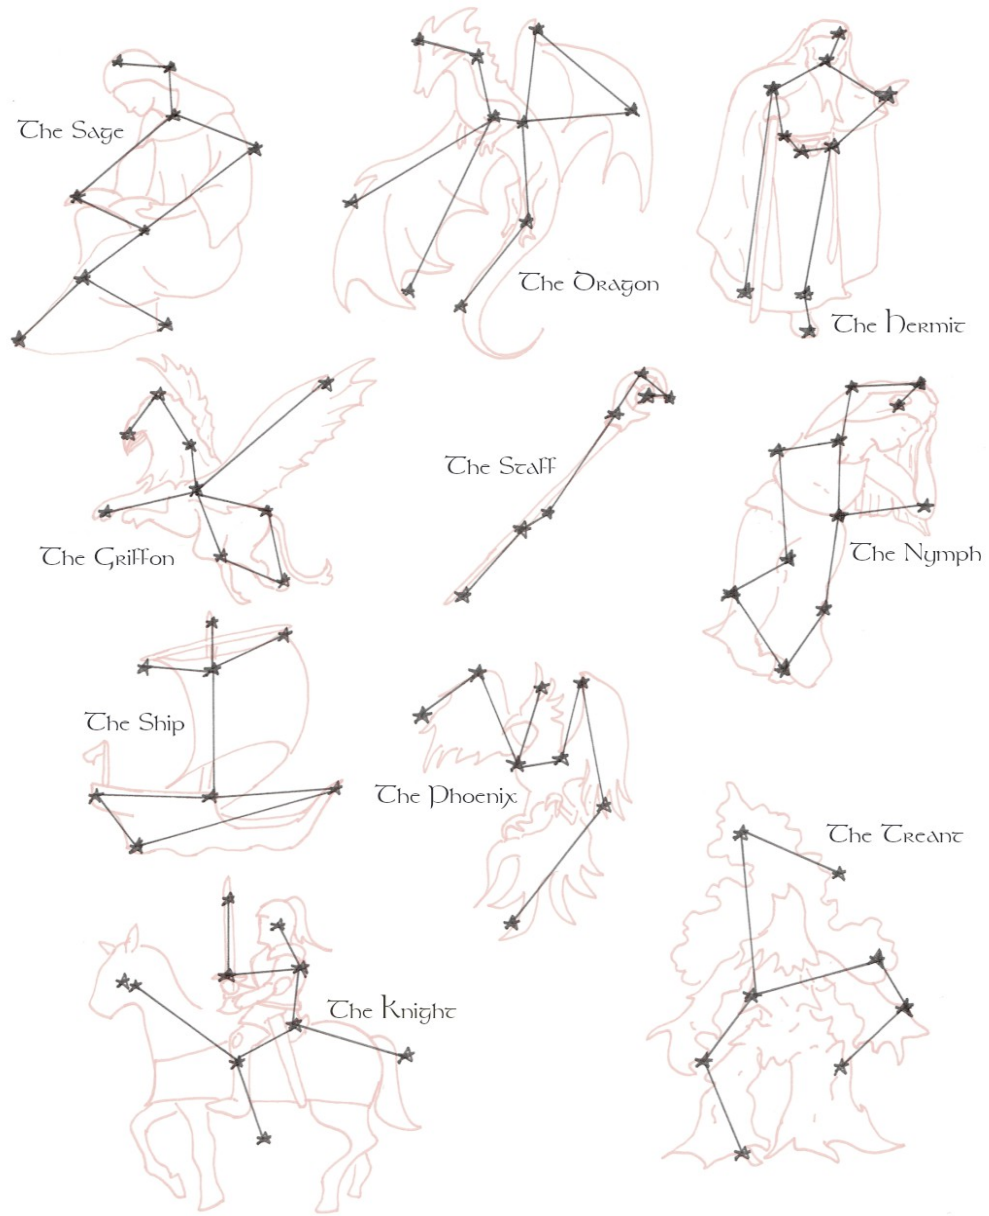 The Sage
The Dragon
The Hermit
The Staff
The Griffon
The Nymph
The Ship
The Phoenix
The Treant
The Knight